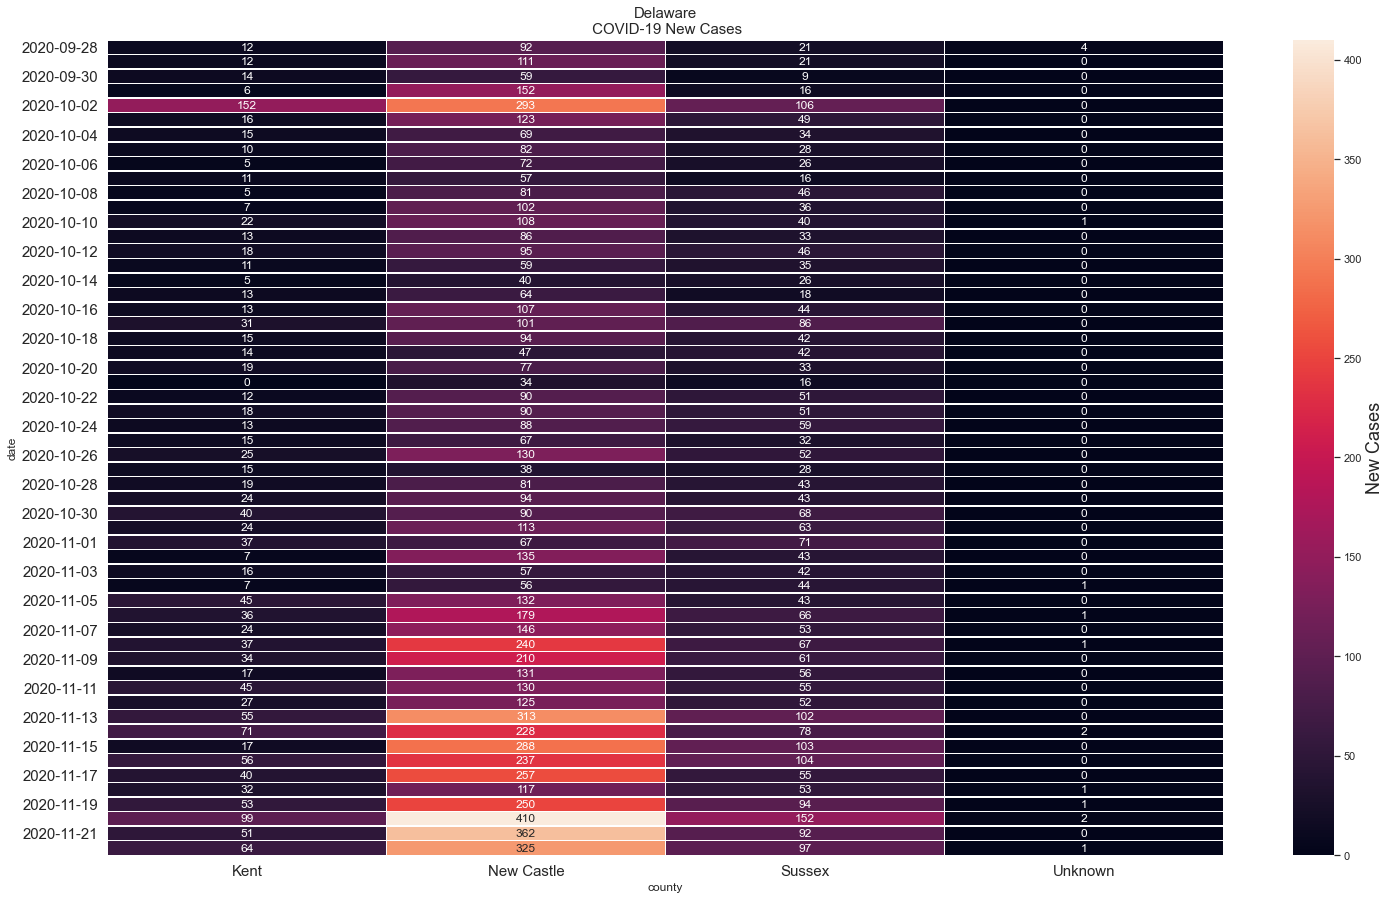 Delaware
COVID-19 New Cases
2020-09-28 12 92 21 4
12 111 21 0
2020-09-30 14 59 9 0
6 152 16 0
2020-10-02 152 293 106 0
16 123 49 0
2020-10-04 15 69 34 0
10 82 28 0
2020-10-06 5 72 26 0
11 57 16 0
2020-10-08 5 81 46 0
7 102 36 0
2020-10-10 22 108 40 1
13 86 33 0
2020-10-12 18 95 46 0
11 59 35 0
2020-10-14 5 40 26 0
13 64 18 0
2020-10-16 13 107 44 0
31 101 86 0
2020-10-18 15 94 42 0
14 47 42 0
2020-10-20 19 77 33 0
0 34 16 0
2020-10-22 12 90 51 0
18 90 51 0
2020-10-24 13 88 59 0
15 67 32 0
2020-10-26 25 130 52 0
15 38 28 0
2020-10-28 19 81 43 0
24 94 43 0
2020-10-30 40 90 68 0
24 113 63 0
2020-11-01 37 67 71 0
7 135 43 0
2020-11-03 16 57 42 0
7 56 44 1
2020-11-05 45 132 43 0
36 179 66 1
2020-11-07 24 146 53 0
37 240 67 1
2020-11-09 34 210 61 0
17 131 56 0
2020-11-11 45 130 55 0
27 125 52 0
2020-11-13 55 313 102 0
71 228 78 2
2020-11-15 17 288 103 0
56 237 104 0
2020-11-17 40 257 55 0
32 117 53 1
2020-11-19 53 250 94 1
99 410 152 2
2020-11-21 51 362 92 0
64 325 97 1
Kent New Castle Sussex Unknown
county
date
400
350
300
250
200
150
100
50
0
New Cases